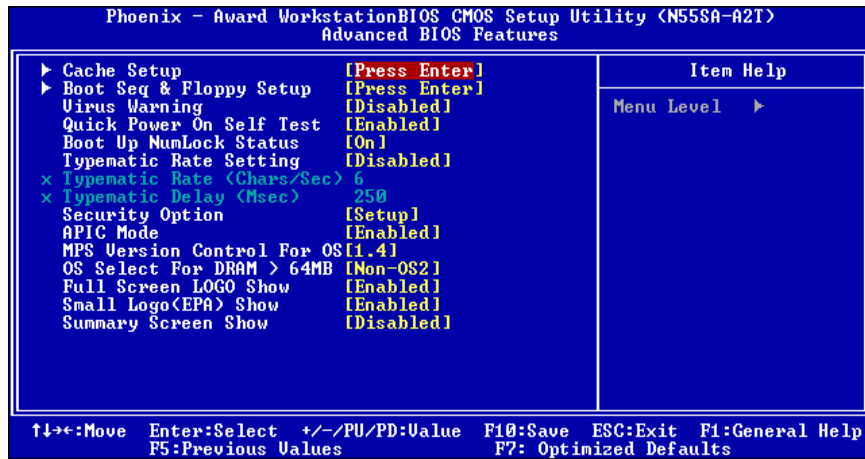 Phoenix - Award WorkstationBIOS CMOS Setup Utility (N55SA-A2T)
Advanced BIOS Features
▶ Cache Setup [Press Enter]
▶ Boot Seq & Floppy Setup [Press Enter]
Virus Warning [Disabled]
Quick Power On Self Test [Enabled]
Boot Up NumLock Status [On]
Typematic Rate Setting [Disabled]
x Typematic Rate (Chars/Sec) 6
x Typematic Delay (Msec) 250
Security Option [Setup]
APIC Mode [Enabled]
MPS Version Control For OS[1.4]
OS Select For DRAM > 64MB [Non-OS2]
Full Screen LOGO Show [Enabled]
Small Logo(EPA) Show [Enabled]
Summary Screen Show [Disabled]
Item Help
Menu Level ▶
↑↓→←:Move Enter:Select +/-/PU/PD:Value F10:Save ESC:Exit F1:General Help
F5:Previous Values F7: Optimized Defaults